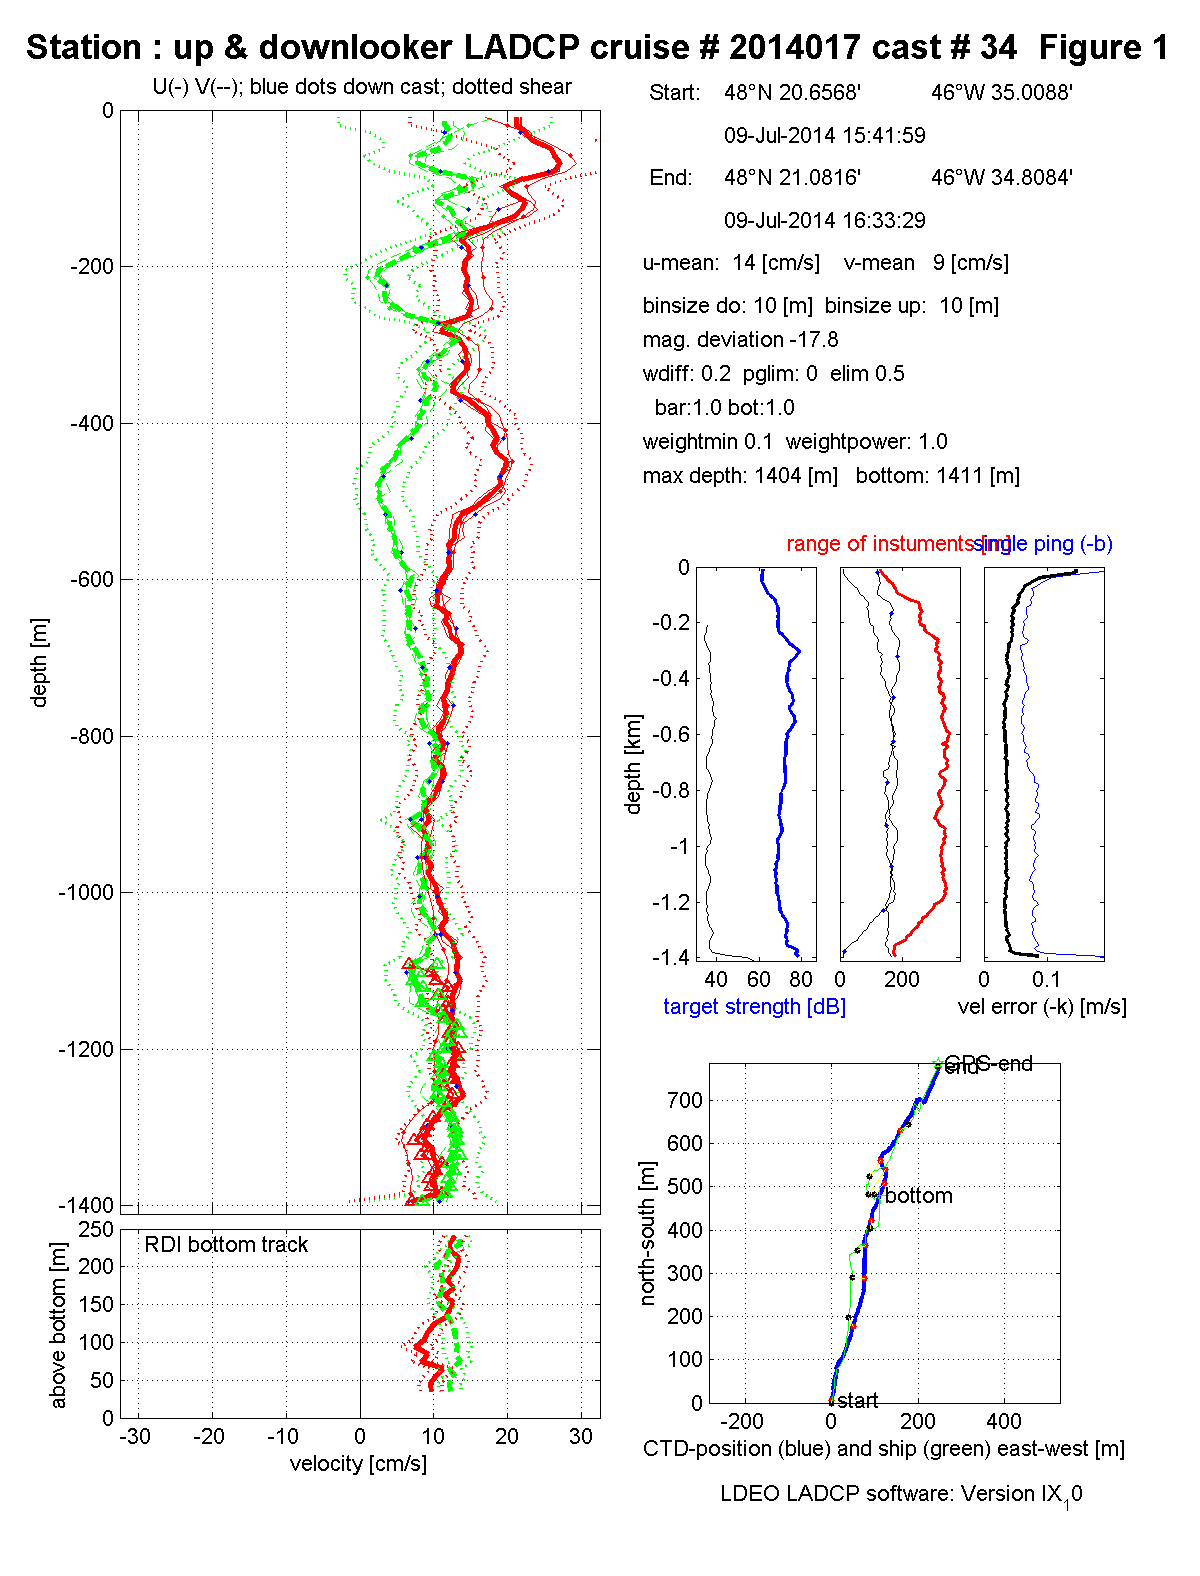 Station : up & downlooker LADCP cruise # 2014017 cast # 34  Figure 1
U(-) V(--); blue dots down cast; dotted shear
0
-200
-400
-600
-800
-1000
-1200
-1400
depth [m]
Start: 48°N 20.6568' 46°W 35.0088'
09-Jul-2014 15:41:59
End: 48°N 21.0816' 46°W 34.8084'
09-Jul-2014 16:33:29
u-mean: 14 [cm/s] v-mean 9 [cm/s]
binsize do: 10 [m] binsize up: 10 [m]
mag. deviation -17.8
wdiff: 0.2 pglim: 0 elim 0.5
bar:1.0 bot:1.0
weightmin 0.1 weightpower: 1.0
max depth: 1404 [m] bottom: 1411 [m]
range of instuments [m]
single ping (-b)
0
-0.2
-0.4
-0.6
-0.8
-1
-1.2
-1.4
depth [km]
40 60 80
target strength [dB]
0 200
0 0.1
vel error (-k) [m/s]
RDI bottom track
250
200
150
100
50
0
above bottom [m]
-30 -20 -10 0 10 20 30
velocity [cm/s]
GPS-end
end
bottom
start
700
600
500
400
300
200
100
0
north-south [m]
-200 0 200 400
CTD-position (blue) and ship (green) east-west [m]
LDEO LADCP software: Version IX10